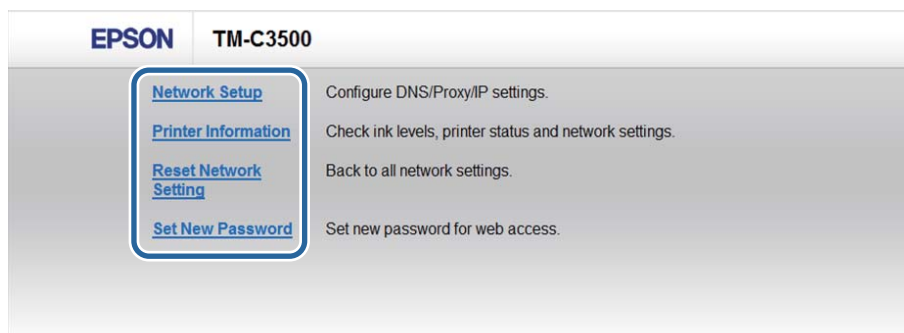 EPSON TM-C3500
Network Setup Configure DNS/Proxy/IP settings.
Printer Information Check ink levels, printer status and network settings.
Reset Network Back to all network settings.
Setting
Set New Password Set new password for web access.